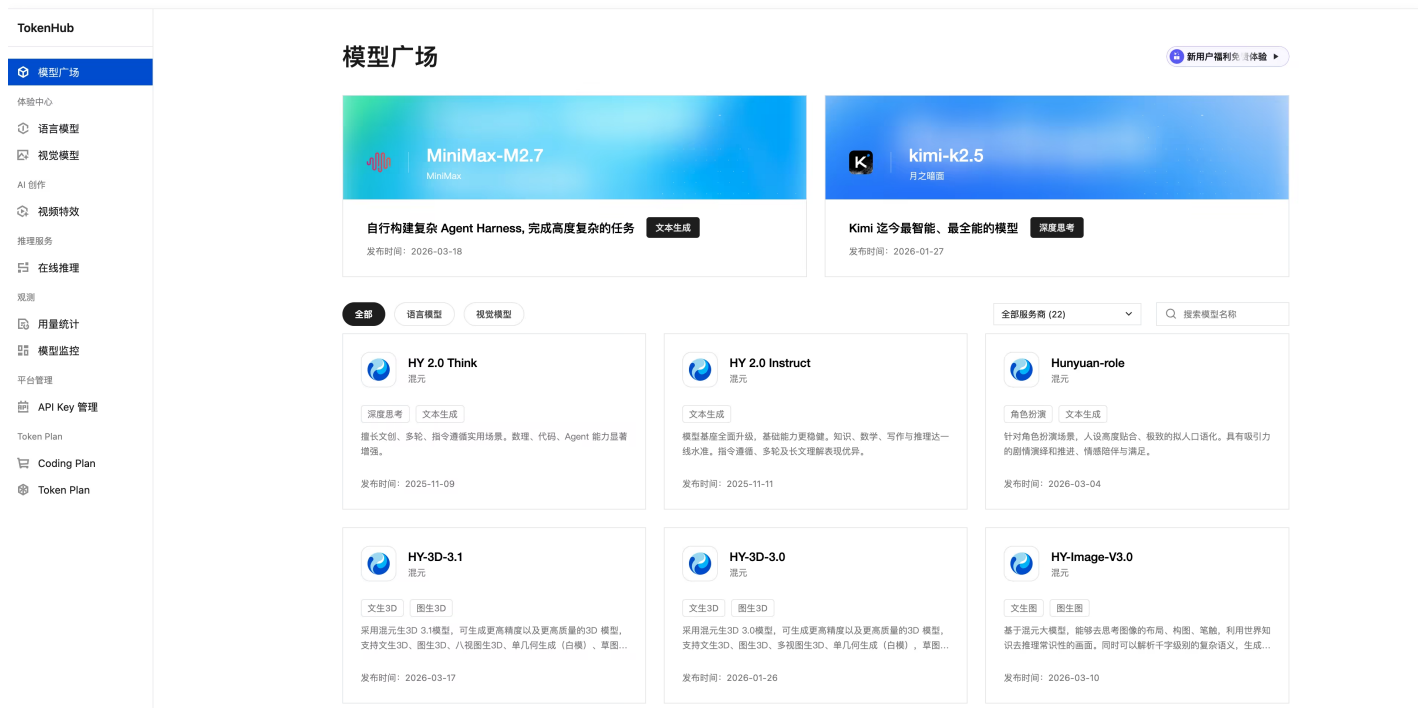 TokenHub
模型广场
体验中心
语言模型
视觉模型
AI 创作
视频特效
推理服务
在线推理
观测
用量统计
模型监控
平台管理
API Key 管理
Token Plan
Coding Plan
Token Plan
模型广场
新用户福利免 体验
MiniMax-M2.7
MiniMax
自行构建复杂 Agent Harness, 完成高度复杂的任务 文本生成
发布时间：2026-03-18
kimi-k2.5
月之暗面
Kimi 迄今最智能、最全能的模型 深度思考
发布时间：2026-01-27
全部 语言模型 视觉模型
全部服务商 (22) 搜索模型名称
HY 2.0 Think
混元
深度思考 文本生成
擅长文创、多轮、指令遵循实用场景。数理、代码、Agent 能力显著
增强。
发布时间：2025-11-09
HY 2.0 Instruct
混元
文本生成
模型基座全面升级，基础能力更稳健。知识、数学、写作与推理达一
线水准。指令遵循、多轮及长文理解表现优异。
发布时间：2025-11-11
Hunyuan-role
混元
角色扮演 文本生成
针对角色扮演场景，人设高度贴合、极致的拟人口语化。具有吸引力
的剧情演绎和推进、情感陪伴与满足。
发布时间：2026-03-04
HY-3D-3.1
混元
文生3D 图生3D
采用混元生3D 3.1模型，可生成更高精度以及更高质量的3D 模型，
支持文生3D、图生3D、八视图生3D、单几何生成（白模）、草图...
发布时间：2026-03-17
HY-3D-3.0
混元
文生3D 图生3D
采用混元生3D 3.0模型，可生成更高精度以及更高质量的3D 模型，
支持文生3D、图生3D、多视图生3D、单几何生成（白模），草图...
发布时间：2026-01-26
HY-Image-V3.0
混元
文生图 图生图
基于混元大模型，能够去思考图像的布局、构图、笔触，利用世界知
识去推理常识性的画面。同时可以解析千字级别的复杂语义，生成...
发布时间：2026-03-10